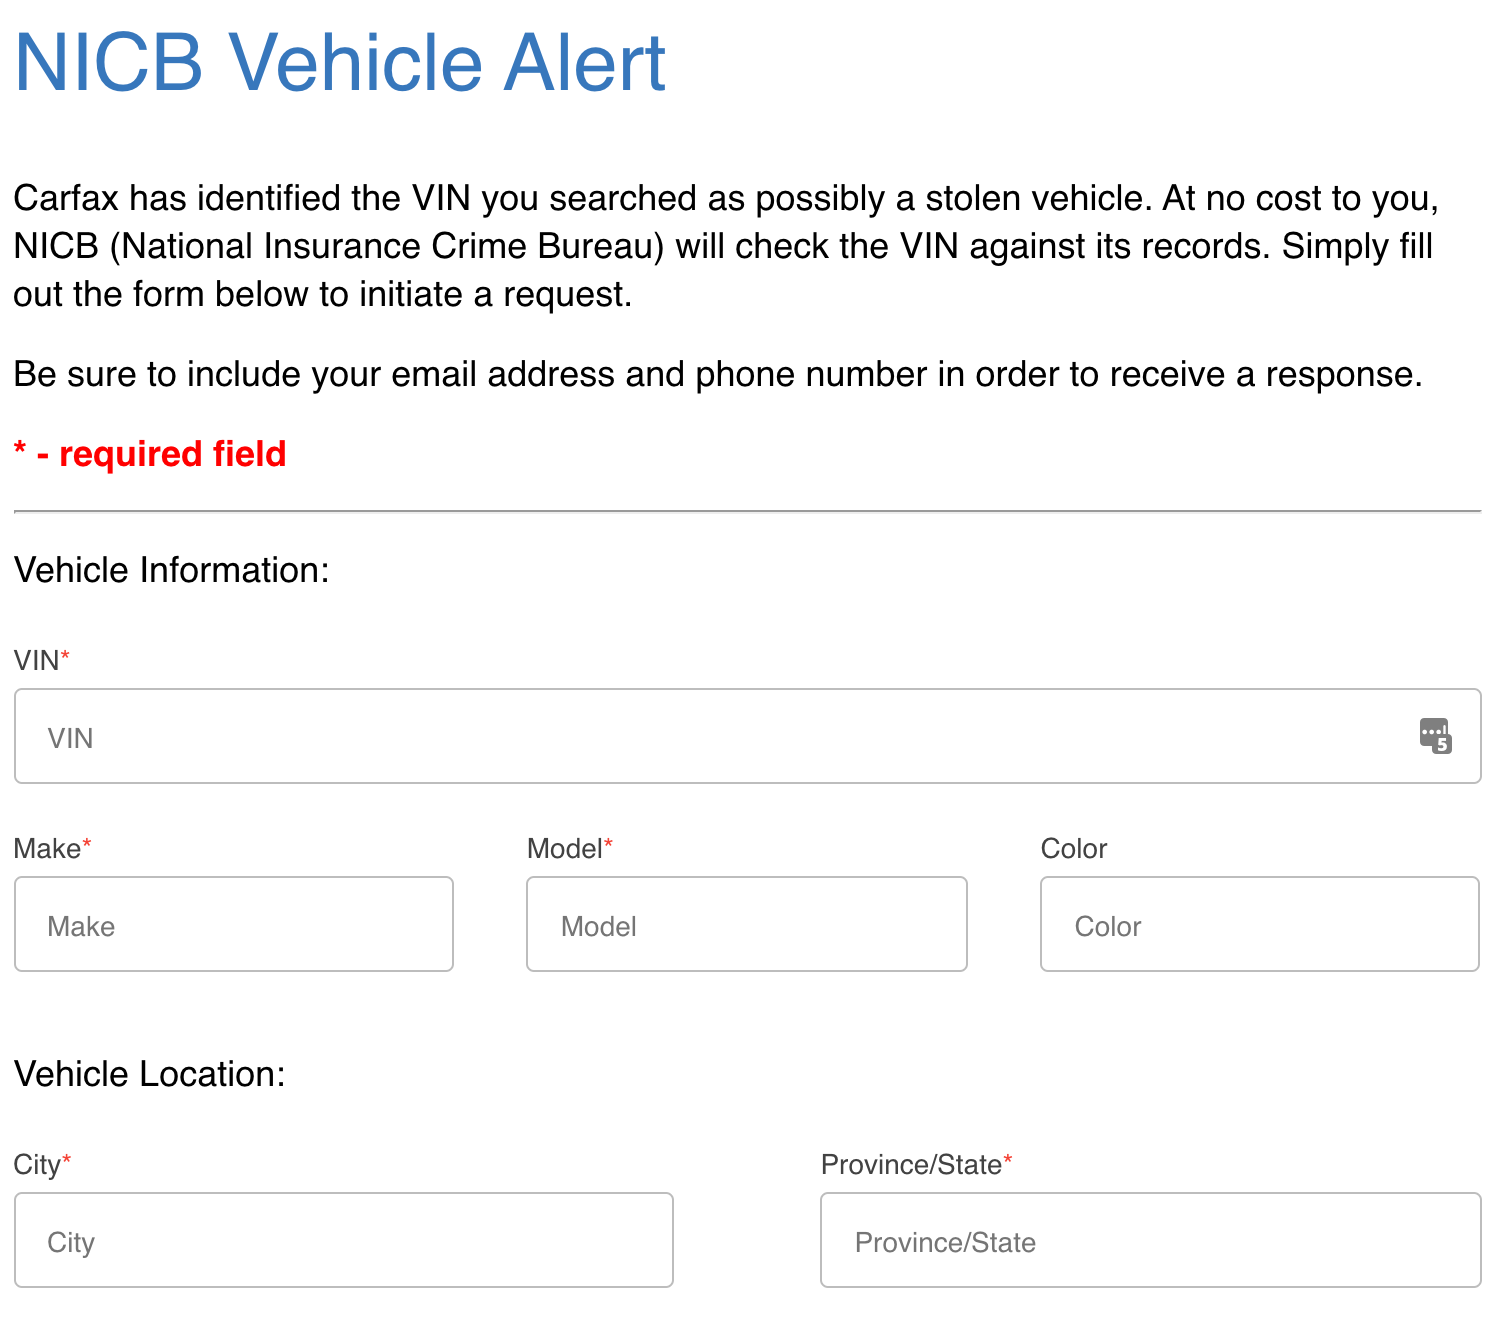 NICB Vehicle Alert
Carfax has identified the VIN you searched as possibly a stolen vehicle. At no cost to you,
NICB (National Insurance Crime Bureau) will check the VIN against its records. Simply fill
out the form below to initiate a request.
Be sure to include your email address and phone number in order to receive a response.
* - required field
Vehicle Information:
VIN*
VIN
5
Make* Model* Color
Make Model Color
Vehicle Location:
City* Province/State*
City Province/State